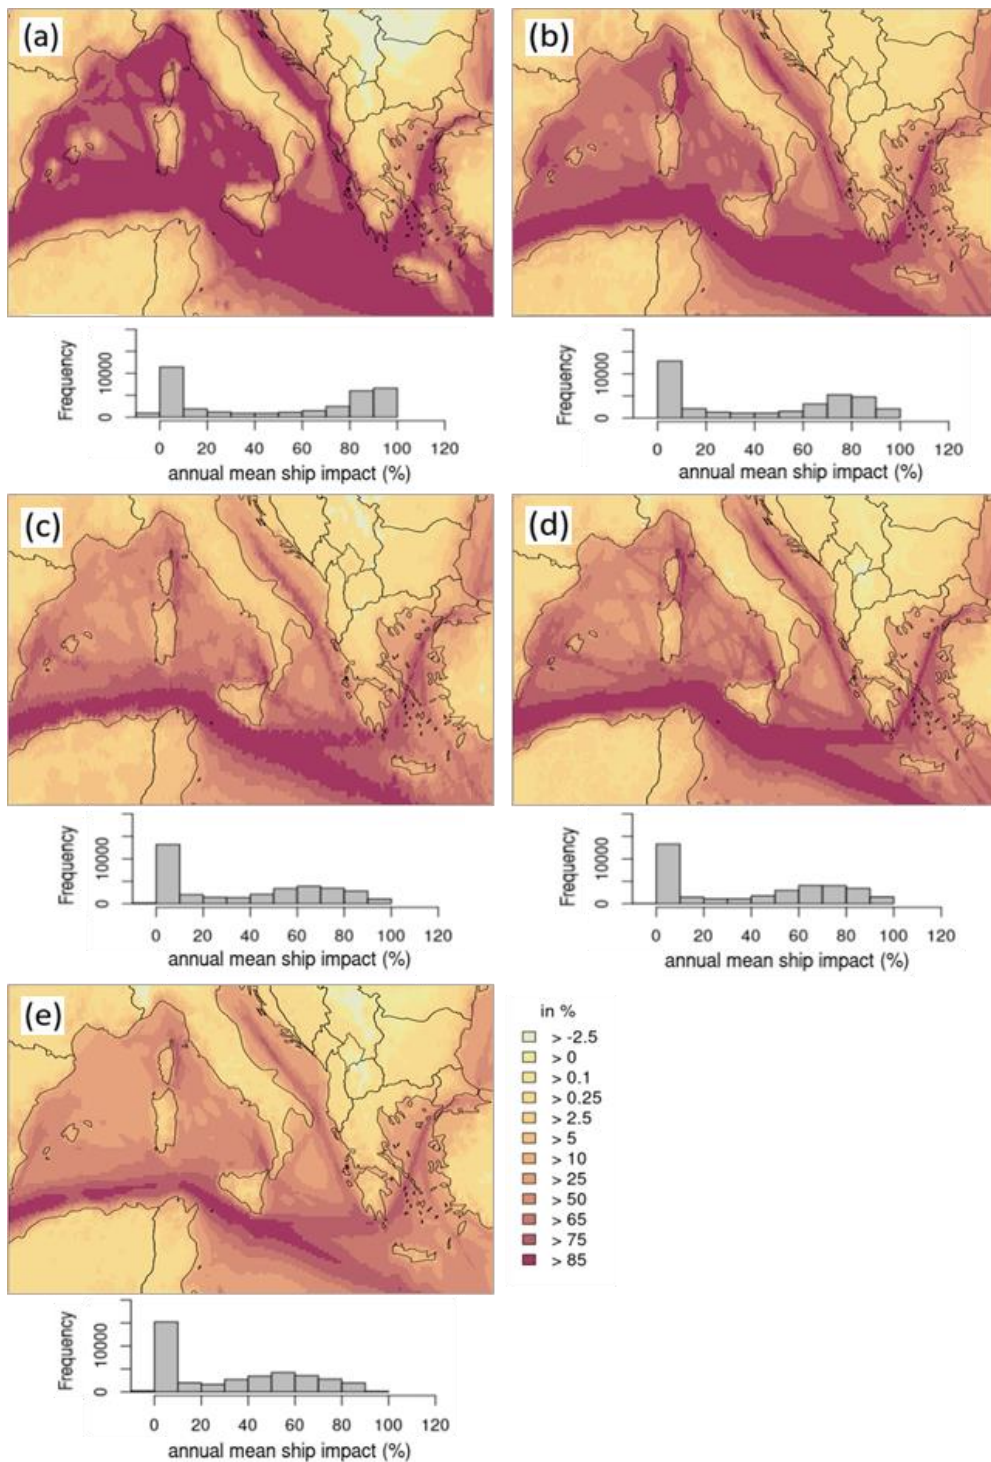 (a)
(b)
Frequency
0 10000
0 20 40 60 80 100 120
annual mean ship impact (%)
Frequency
0 10000
0 20 40 60 80 100 120
annual mean ship impact (%)
(c)
(d)
Frequency
0 10000
0 20 40 60 80 100 120
annual mean ship impact (%)
Frequency
0 10000
0 20 40 60 80 100 120
annual mean ship impact (%)
(e)
in %
> -2.5
> 0
> 0.1
> 0.25
> 2.5
> 5
> 10
> 25
> 50
> 65
> 75
> 85
Frequency
0 10000
0 20 40 60 80 100 120
annual mean ship impact (%)